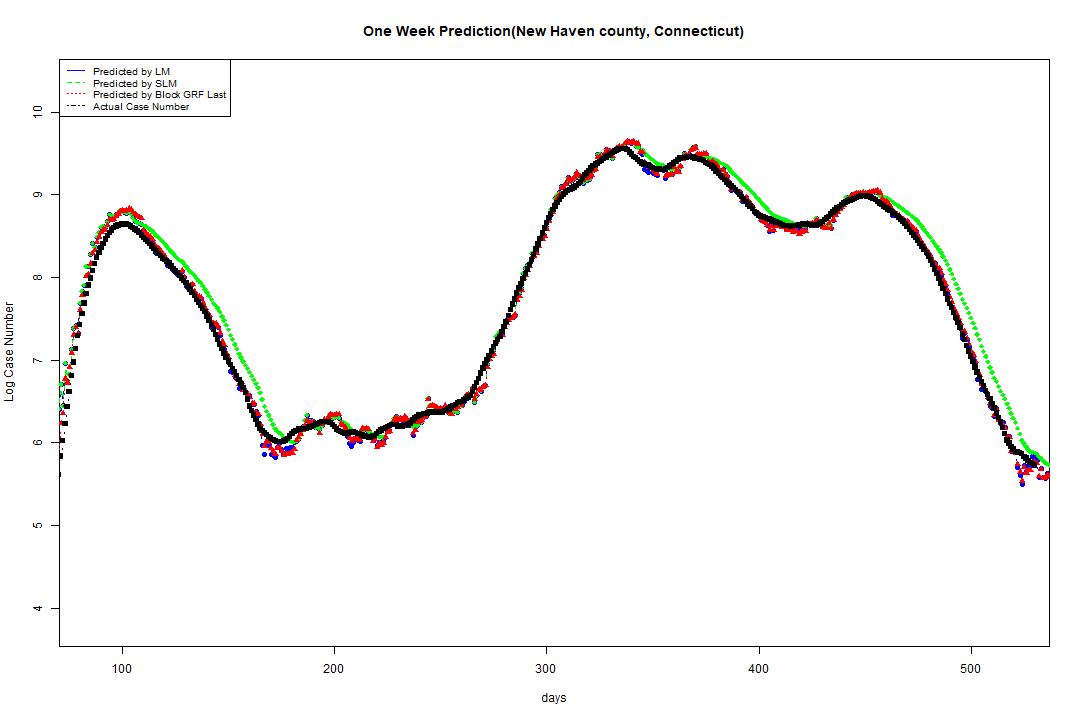 One Week Prediction(New Haven county, Connecticut)
Predicted by LM
Predicted by SLM
Predicted by Block GRF Last
Actual Case Number
10
9
8
7
6
5
4
Log Case Number
100 200 300 400 500
days